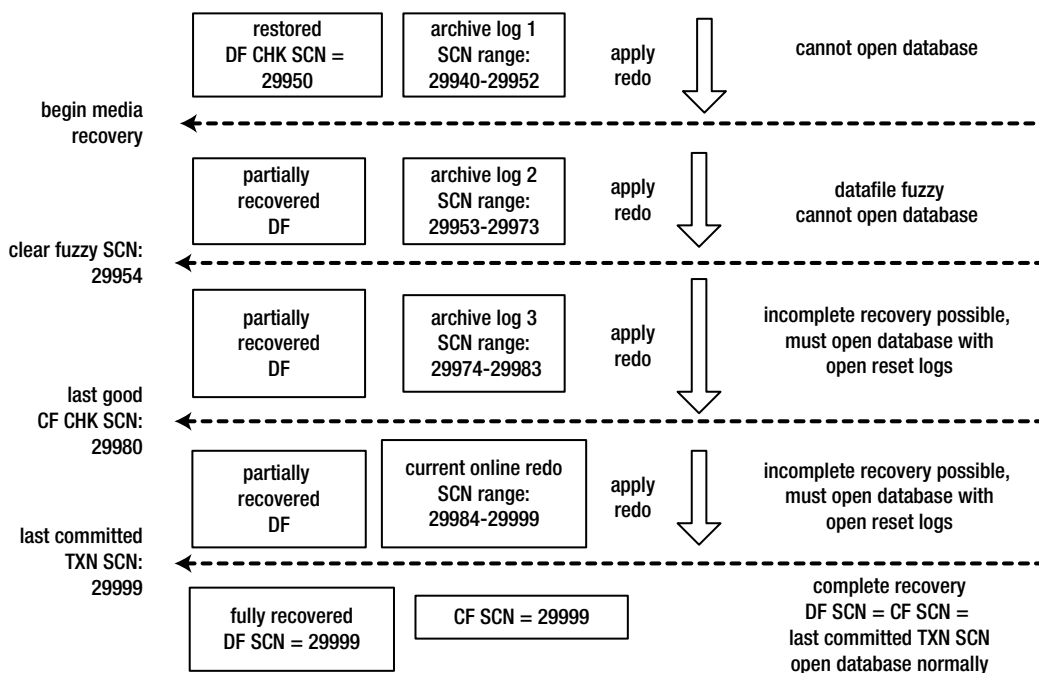 restored
DF CHK SCN =
29950
archive log 1
SCN range:
29940-29952
apply
redo
cannot open database
begin media
recovery
partially
recovered
DF
archive log 2
SCN range:
29953-29973
apply
redo
datafile fuzzy
cannot open database
clear fuzzy SCN:
29954
partially
recovered
DF
archive log 3
SCN range:
29974-29983
apply
redo
incomplete recovery possible,
must open database with
open reset logs
last good
CF CHK SCN:
29980
partially
recovered
DF
current online redo
SCN range:
29984-29999
apply
redo
incomplete recovery possible,
must open database with
open reset logs
last committed
TXN SCN:
29999
fully recovered
DF SCN = 29999
CF SCN = 29999
complete recovery
DF SCN = CF SCN =
last committed TXN SCN
open database normally